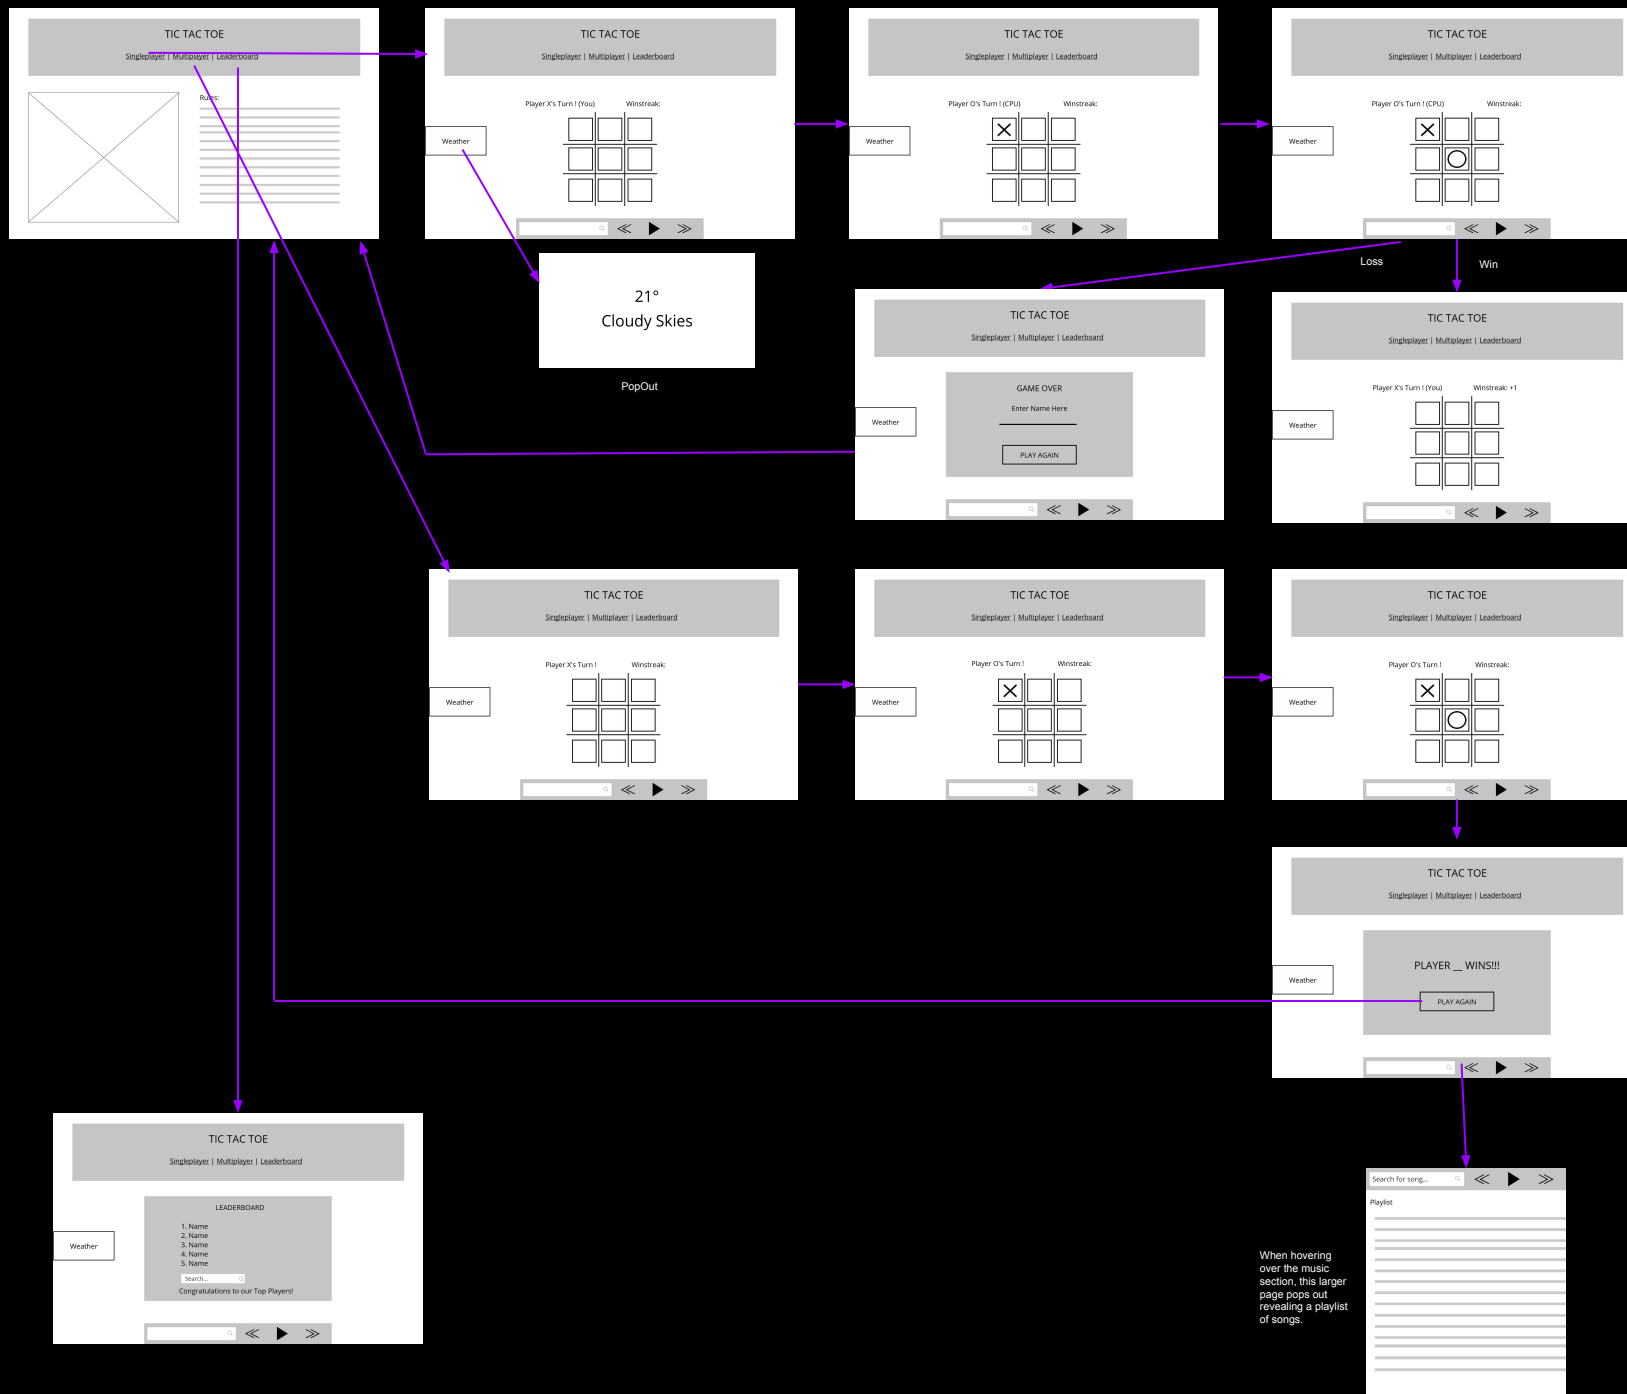 TIC TAC TOE
Singleplayer | Multiplayer | Leaderboard
Rules:
TIC TAC TOE
Singleplayer | Multiplayer | Leaderboard
Player X's Turn ! (You) Winstreak:
Weather
TIC TAC TOE
Singleplayer | Multiplayer | Leaderboard
Player O's Turn ! (CPU) Winstreak:
Weather
TIC TAC TOE
Singleplayer | Multiplayer | Leaderboard
Player O's Turn ! (CPU) Winstreak:
Weather
Loss
Win
21°
Cloudy Skies
PopOut
TIC TAC TOE
Singleplayer | Multiplayer | Leaderboard
GAME OVER
Enter Name Here
Weather
PLAY AGAIN
TIC TAC TOE
Singleplayer | Multiplayer | Leaderboard
Player X's Turn ! (You) Winstreak: +1
Weather
TIC TAC TOE
Singleplayer | Multiplayer | Leaderboard
Player X's Turn ! Winstreak:
Weather
TIC TAC TOE
Singleplayer | Multiplayer | Leaderboard
Player O's Turn ! Winstreak:
Weather
TIC TAC TOE
Singleplayer | Multiplayer | Leaderboard
Player O's Turn ! Winstreak:
Weather
TIC TAC TOE
Singleplayer | Multiplayer | Leaderboard
PLAYER __ WINS!!!
Weather
PLAY AGAIN
TIC TAC TOE
Singleplayer | Multiplayer | Leaderboard
LEADERBOARD
1. Name
2. Name
3. Name
4. Name
5. Name
Weather
Search...
Congratulations to our Top Players!
Search for song...
Playlist
When hovering
over the music
section, this larger
page pops out
revealing a playlist
of songs.